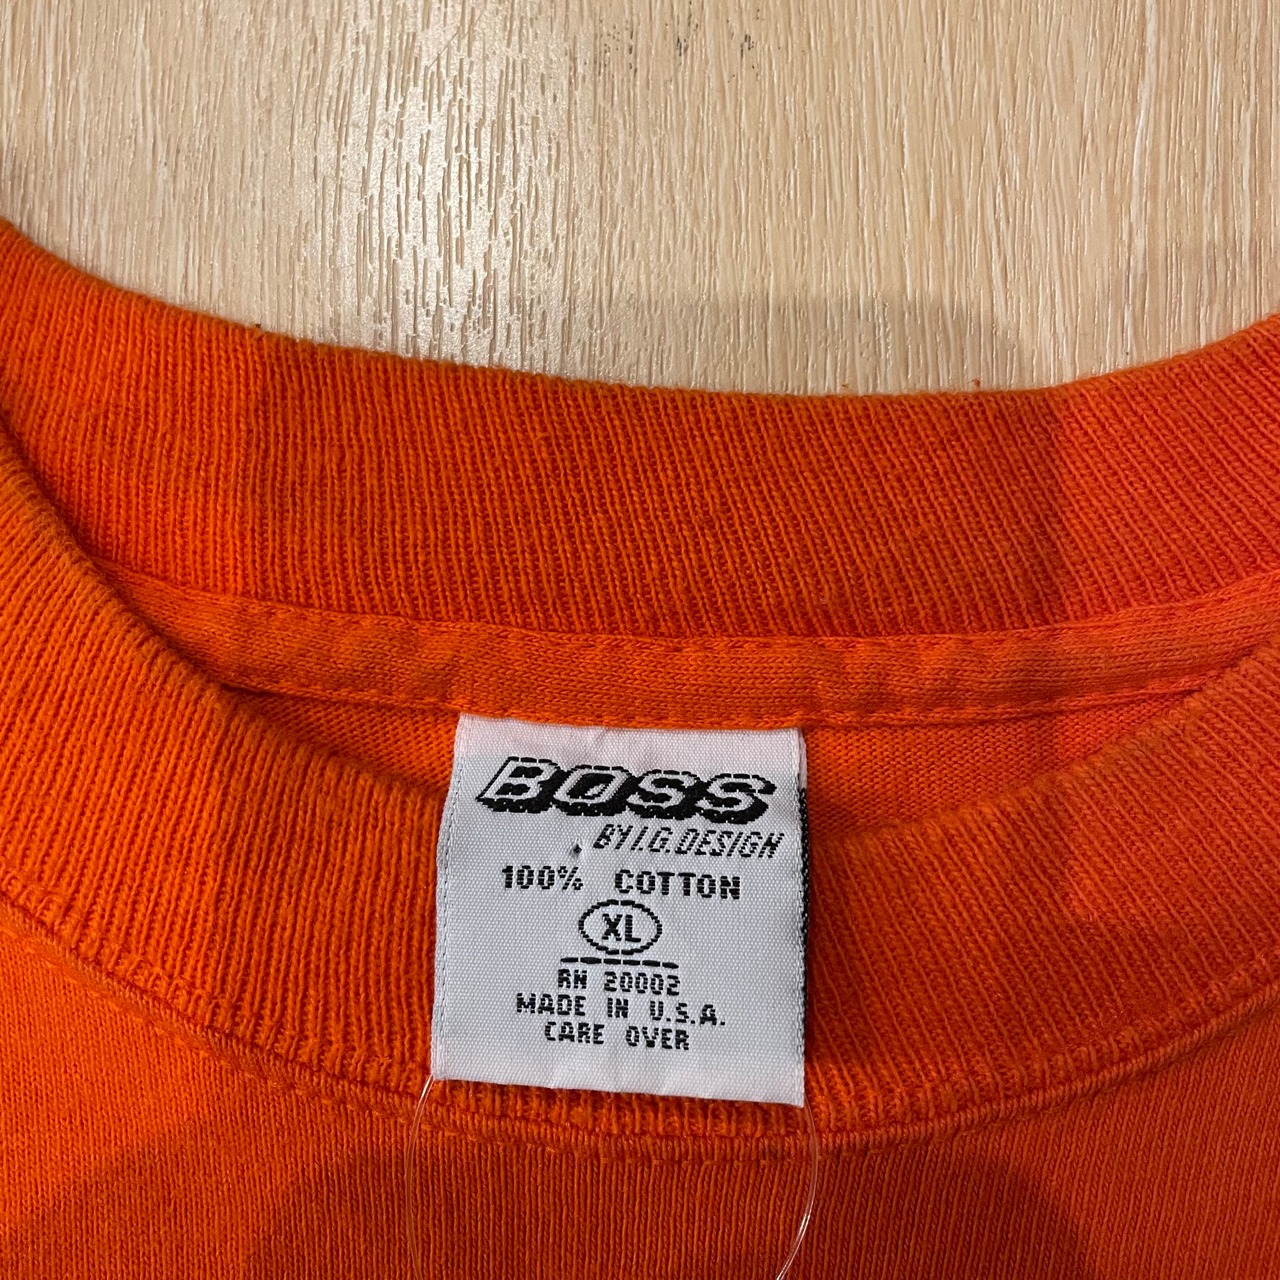 BOSS
BY I.G. DESIGN
100% COTTON
XL
RN 20002
MADE IN U.S.A.
CARE OVER